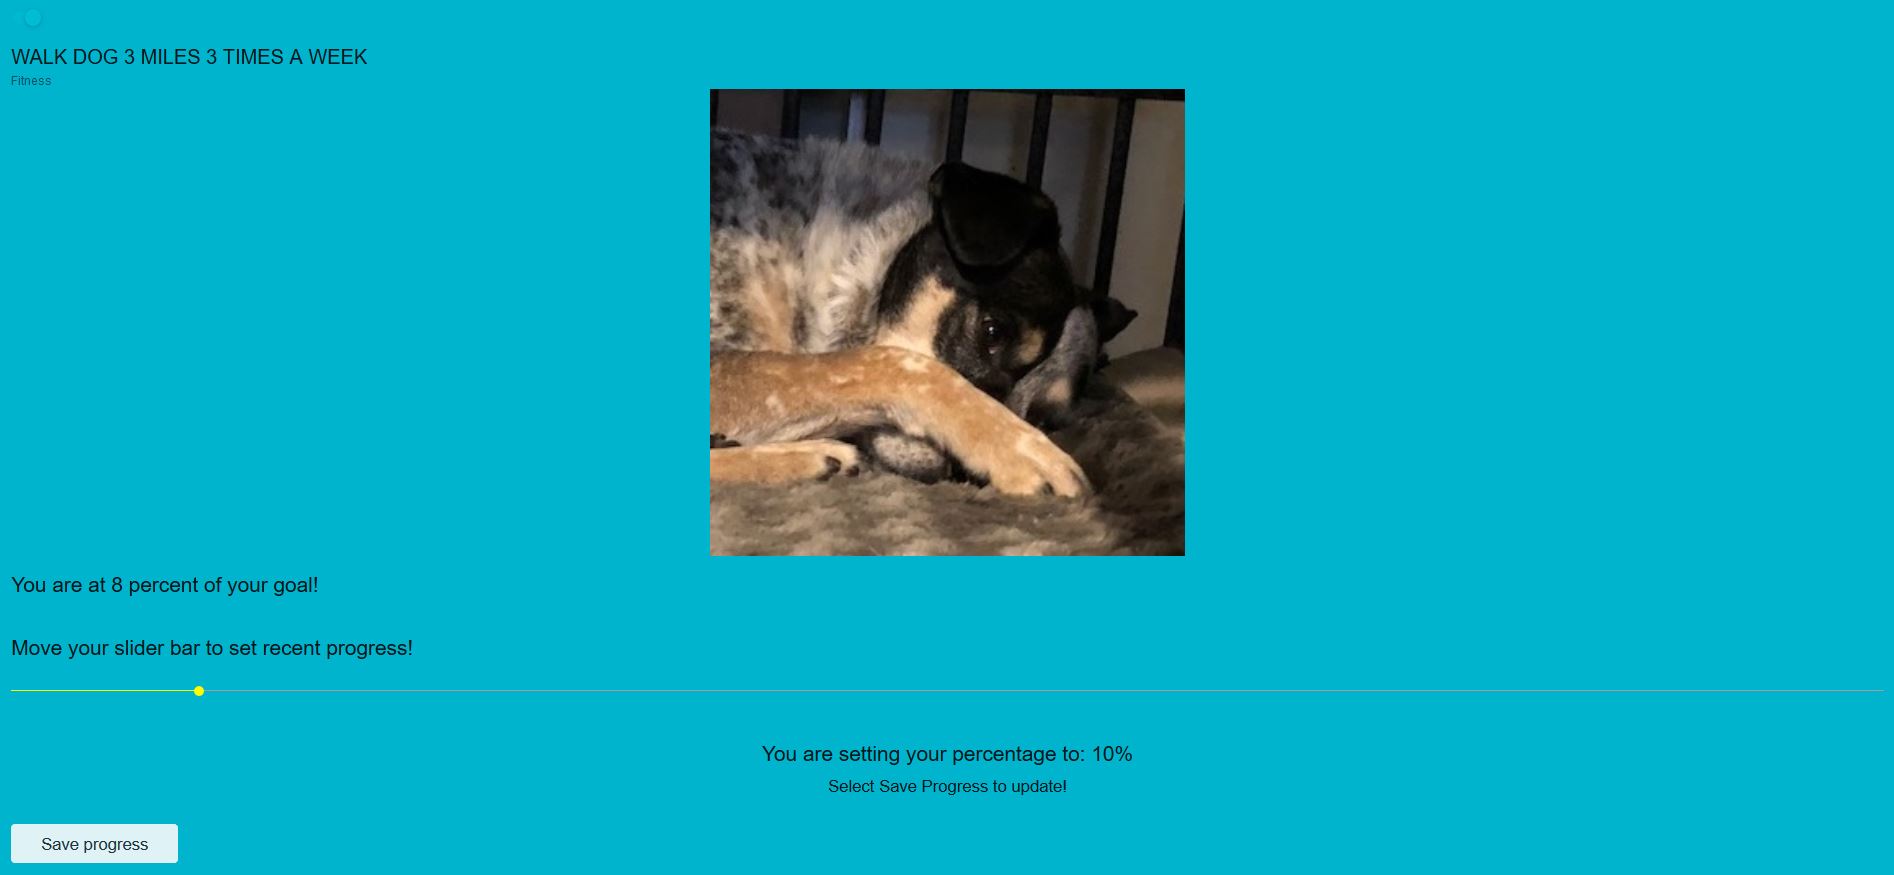 WALK DOG 3 MILES 3 TIMES A WEEK
Fitness
You are at 8 percent of your goal!
Move your slider bar to set recent progress!
You are setting your percentage to: 10%
Select Save Progress to update!
Save progress